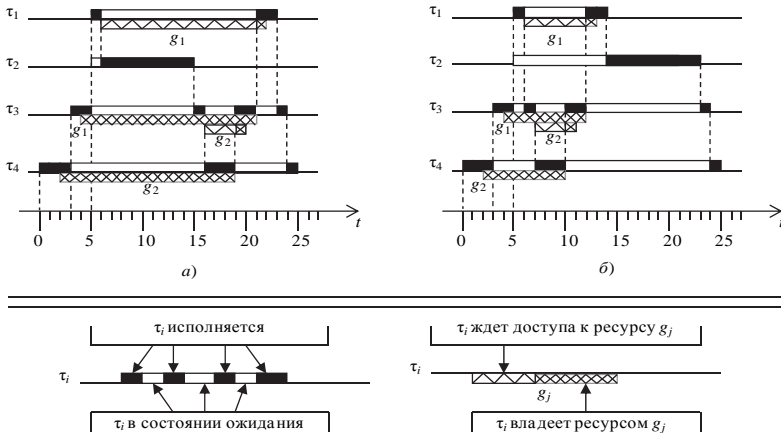 τ1
g1
τ2
τ3
g1
g2
τ4
g2
t
0 5 10 15 20 25
а)
τ1
g1
τ2
τ3
g1
g2
τ4
g2
0 5 10 15 20 25
б)
τi исполняется
τi
τi в состоянии ожидания
τi ждет доступа к ресурсу gj
τi
gj
τi владеет ресурсом gj